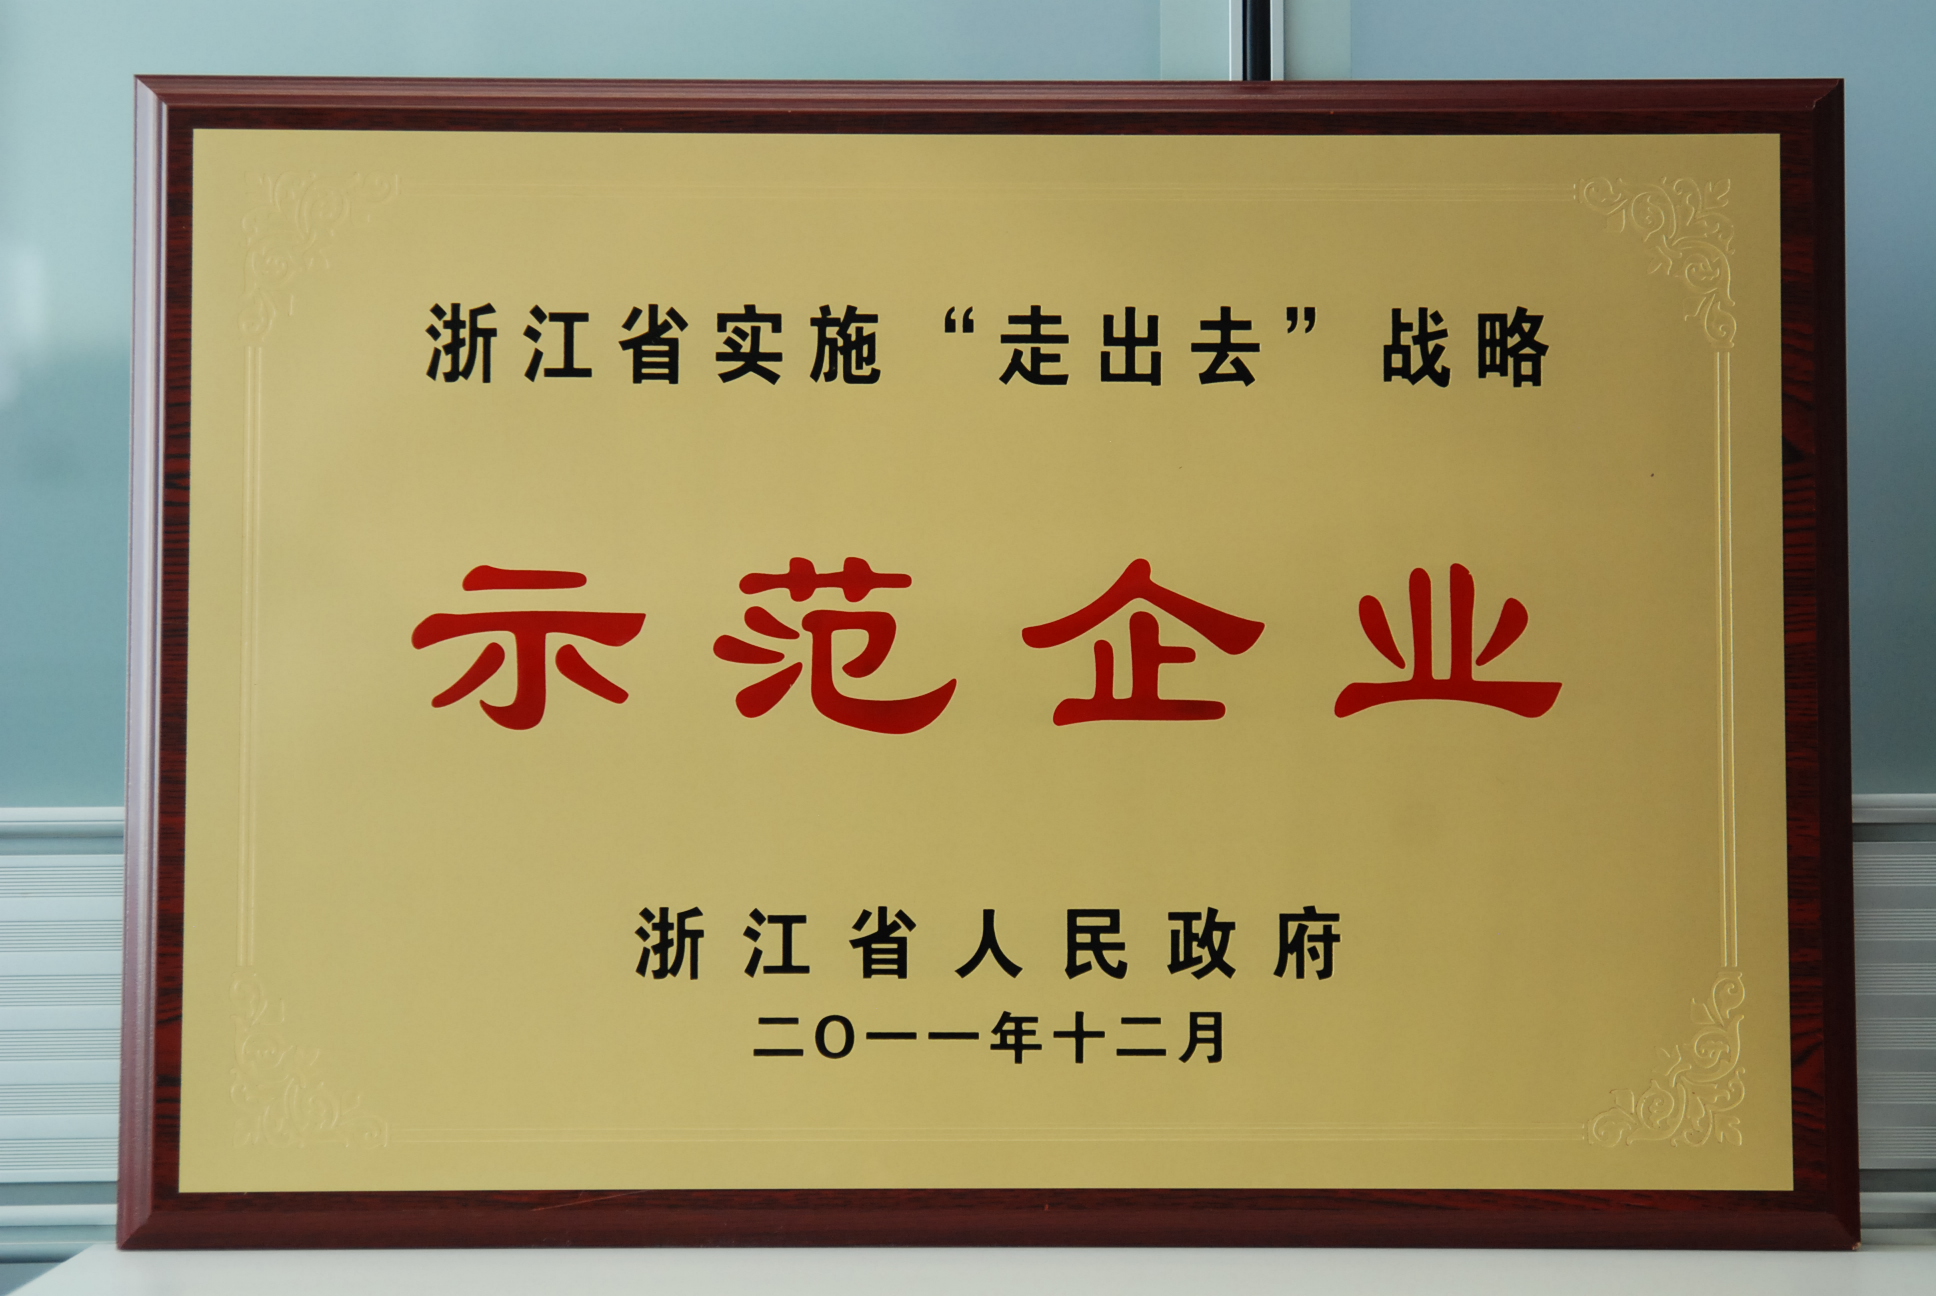 浙江省实施“走出去”战略
示范企业
浙江省人民政府
二〇一一年十二月